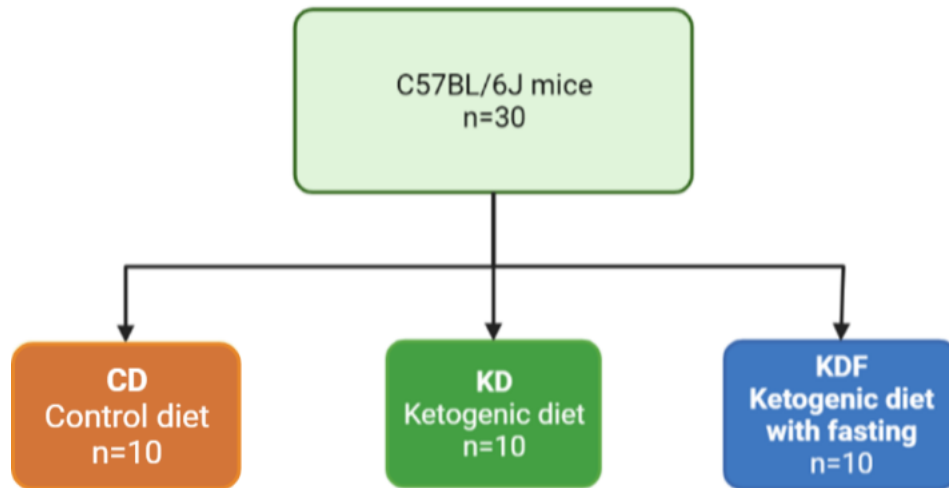 C57BL/6J mice
n=30
CD
Control diet
n=10
KD
Ketogenic diet
n=10
KDF
Ketogenic diet
with fasting
n=10